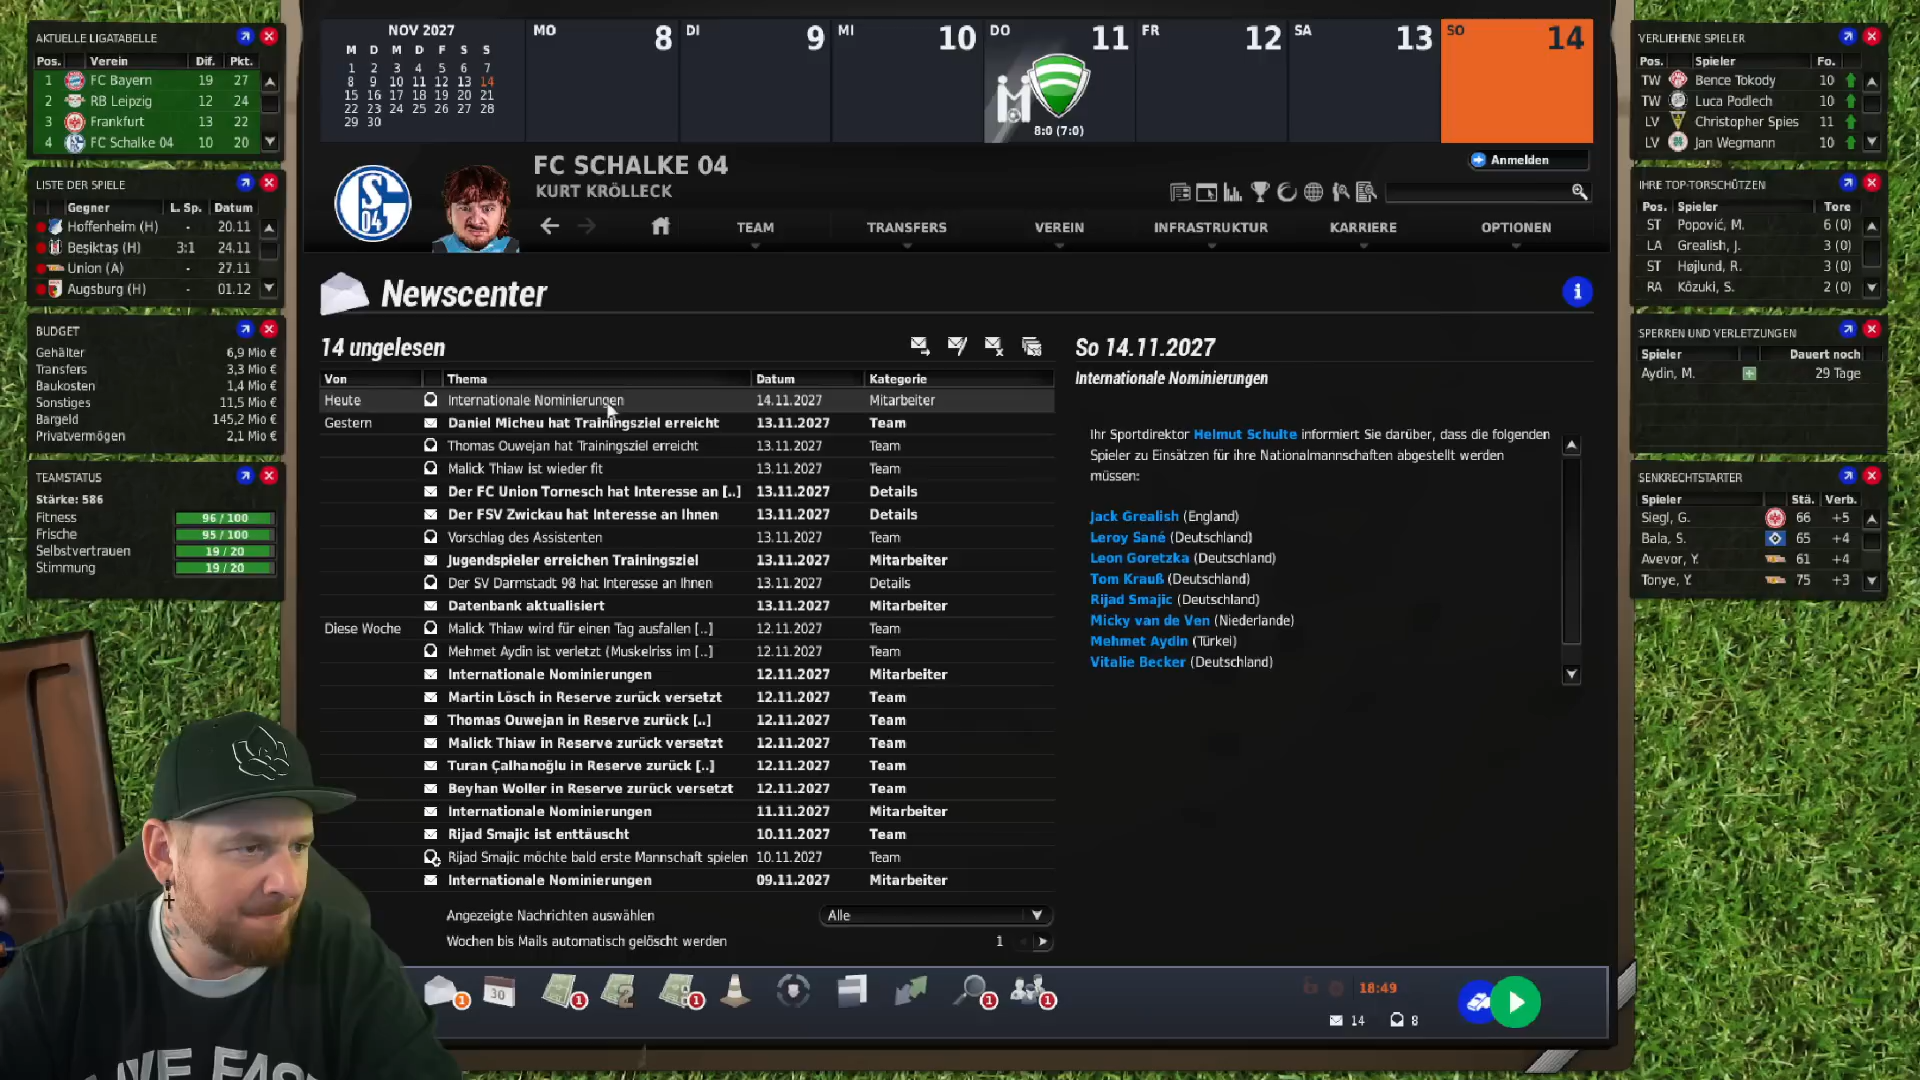 AKTUELLE LIGATABELLE
Pos. Verein Dif. Pkt.
1 FC Bayern 19 27
2 RB Leipzig 12 24
3 Frankfurt 13 22
4 FC Schalke 04 10 20
LISTE DER SPIELE
Gegner L. Sp. Datum
Hoffenheim (H) - 20.11
Beşiktaş (H) 3:1 24.11
Union (A) - 27.11
Augsburg (H) - 01.12
BUDGET
Gehälter 6,9 Mio €
Transfers 3,3 Mio €
Baukosten 1,4 Mio €
Sonstiges 11,5 Mio €
Bargeld 145,2 Mio €
Privatvermögen 2,1 Mio €
TEAMSTATUS
Stärke: 586
Fitness 96 / 100
Frische 95 / 100
Selbstvertrauen 19 / 20
Stimmung 19 / 20
NOV 2027
M D M D F S S
1 2 3 4 5 6 7
8 9 10 11 12 13 14
15 16 17 18 19 20 21
22 23 24 25 26 27 28
29 30
MO 8 DI 9 MI 10 DO 11 FR 12 SA 13 SO 14
8:0 (7:0)
FC SCHALKE 04
KURT KRÖLLECK
Anmelden
TEAM TRANSFERS VEREIN INFRASTRUKTUR KARRIERE OPTIONEN
Newscenter
14 ungelesen
Von Thema Datum Kategorie
Heute Internationale Nominierungen 14.11.2027 Mitarbeiter
Gestern Daniel Micheu hat Trainingsziel erreicht 13.11.2027 Team
Thomas Ouwejan hat Trainingsziel erreicht 13.11.2027 Team
Malick Thiaw ist wieder fit 13.11.2027 Team
Der FC Union Tornesch hat Interesse an [..] 13.11.2027 Details
Der FSV Zwickau hat Interesse an Ihnen 13.11.2027 Details
Vorschlag des Assistenten 13.11.2027 Team
Jugendspieler erreichen Trainingsziel 13.11.2027 Mitarbeiter
Der SV Darmstadt 98 hat Interesse an Ihnen 13.11.2027 Details
Datenbank aktualisiert 13.11.2027 Mitarbeiter
Diese Woche Malick Thiaw wird für einen Tag ausfallen [..] 12.11.2027 Team
Mehmet Aydin ist verletzt (Muskelriss im [..] 12.11.2027 Team
Internationale Nominierungen 12.11.2027 Mitarbeiter
Martin Lösch in Reserve zurück versetzt 12.11.2027 Team
Thomas Ouwejan in Reserve zurück [..] 12.11.2027 Team
Malick Thiaw in Reserve zurück versetzt 12.11.2027 Team
Turan Çalhanoğlu in Reserve zurück [..] 12.11.2027 Team
Beyhan Woller in Reserve zurück versetzt 12.11.2027 Team
Internationale Nominierungen 11.11.2027 Mitarbeiter
Rijad Smajic ist enttäuscht 10.11.2027 Team
Rijad Smajic möchte bald erste Mannschaft spielen 10.11.2027 Team
Internationale Nominierungen 09.11.2027 Mitarbeiter
Angezeigte Nachrichten auswählen Alle
Wochen bis Mails automatisch gelöscht werden 1
So 14.11.2027
Internationale Nominierungen
Ihr Sportdirektor Helmut Schulte informiert Sie darüber, dass die folgenden
Spieler zu Einsätzen für ihre Nationalmannschaften abgestellt werden
müssen:
Jack Grealish (England)
Leroy Sané (Deutschland)
Leon Goretzka (Deutschland)
Tom Krauß (Deutschland)
Rijad Smajic (Deutschland)
Micky van de Ven (Niederlande)
Mehmet Aydin (Türkei)
Vitalie Becker (Deutschland)
VERLIEHENE SPIELER
Pos. Spieler Fo.
TW Bence Tokody 10
TW Luca Podlech 10
LV Christopher Spies 11
LV Jan Wegmann 10
IHRE TOP-TORSCHÜTZEN
Pos. Spieler Tore
ST Popović, M. 6 (0)
LA Grealish, J. 3 (0)
ST Højlund, R. 3 (0)
RA Kōzuki, S. 2 (0)
SPERREN UND VERLETZUNGEN
Spieler Dauert noch
Aydin, M. 29 Tage
SENKRECHTSTARTER
Spieler Stä. Verb.
Siegl, G. 66 +5
Bala, S. 65 +4
Avevor, Y. 61 +4
Tonye, Y. 75 +3
30
1 1 2 1 1 1
18:49
14 8
LIVE FAS